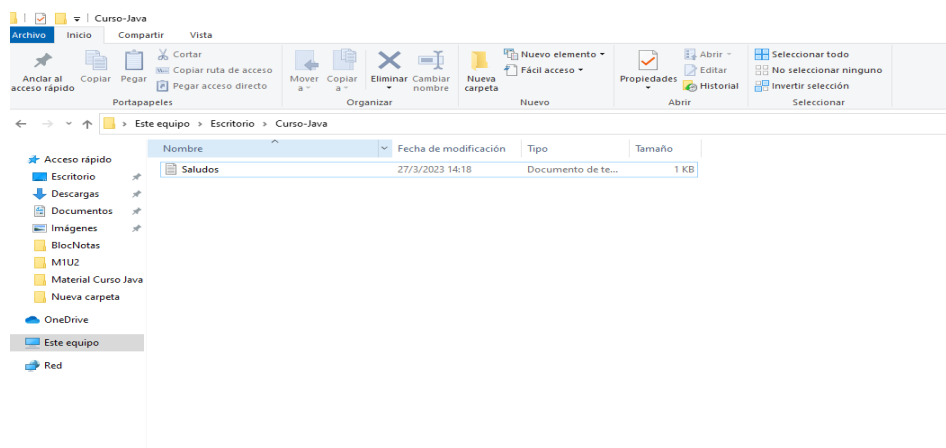 Curso-Java
Archivo Inicio Compartir Vista
Anclar al acceso rápido
Copiar
Pegar
Cortar
Copiar ruta de acceso
Pegar acceso directo
Portapapeles
Mover a
Copiar a
Eliminar
Cambiar nombre
Organizar
Nueva carpeta
Nuevo elemento
Fácil acceso
Nuevo
Propiedades
Abrir
Editar
Historial
Abrir
Seleccionar todo
No seleccionar ninguno
Invertir selección
Seleccionar
Este equipo > Escritorio > Curso-Java
Nombre Fecha de modificación Tipo Tamaño
Saludos 27/3/2023 14:18 Documento de te... 1 KB
Acceso rápido
Escritorio
Descargas
Documentos
Imágenes
BlocNotas
M1U2
Material Curso Java
Nueva carpeta
OneDrive
Este equipo
Red